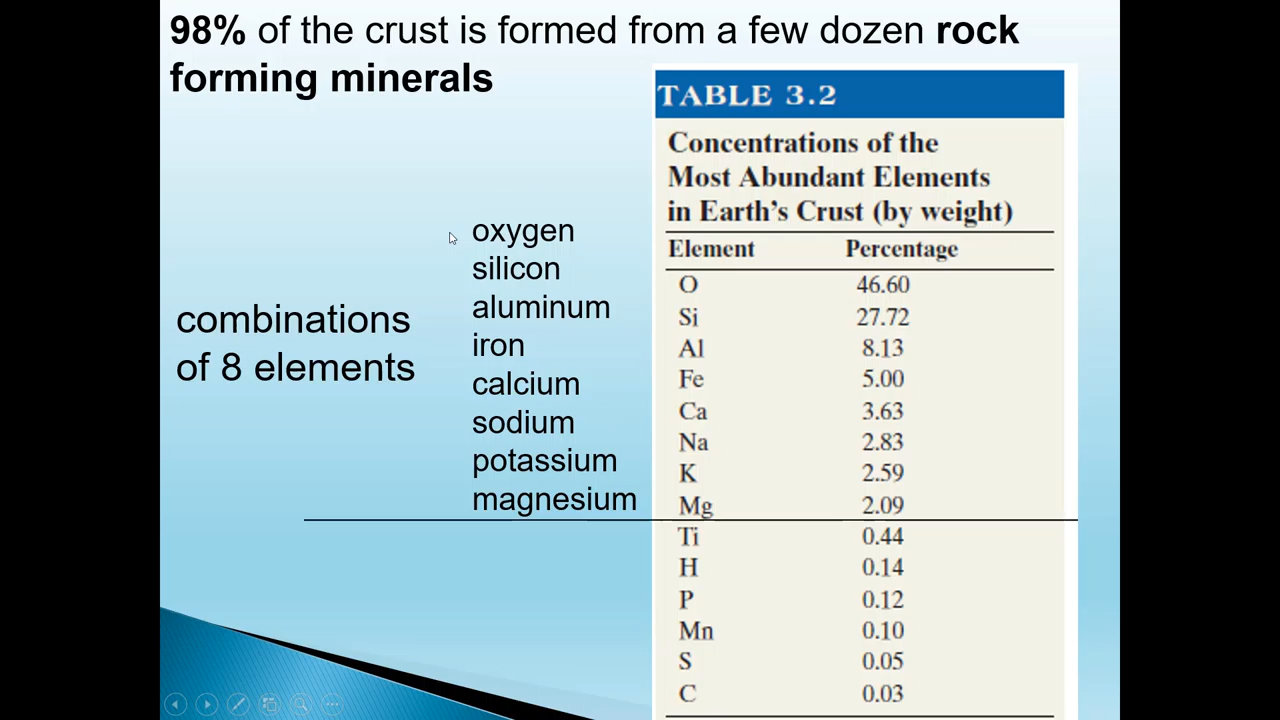 98% of the crust is formed from a few dozen rock
forming minerals
combinations
of 8 elements
oxygen
silicon
aluminum
iron
calcium
sodium
potassium
magnesium
TABLE 3.2
Concentrations of the
Most Abundant Elements
in Earth's Crust (by weight)
Element Percentage
O 46.60
Si 27.72
Al 8.13
Fe 5.00
Ca 3.63
Na 2.83
K 2.59
Mg 2.09
Ti 0.44
H 0.14
P 0.12
Mn 0.10
S 0.05
C 0.03